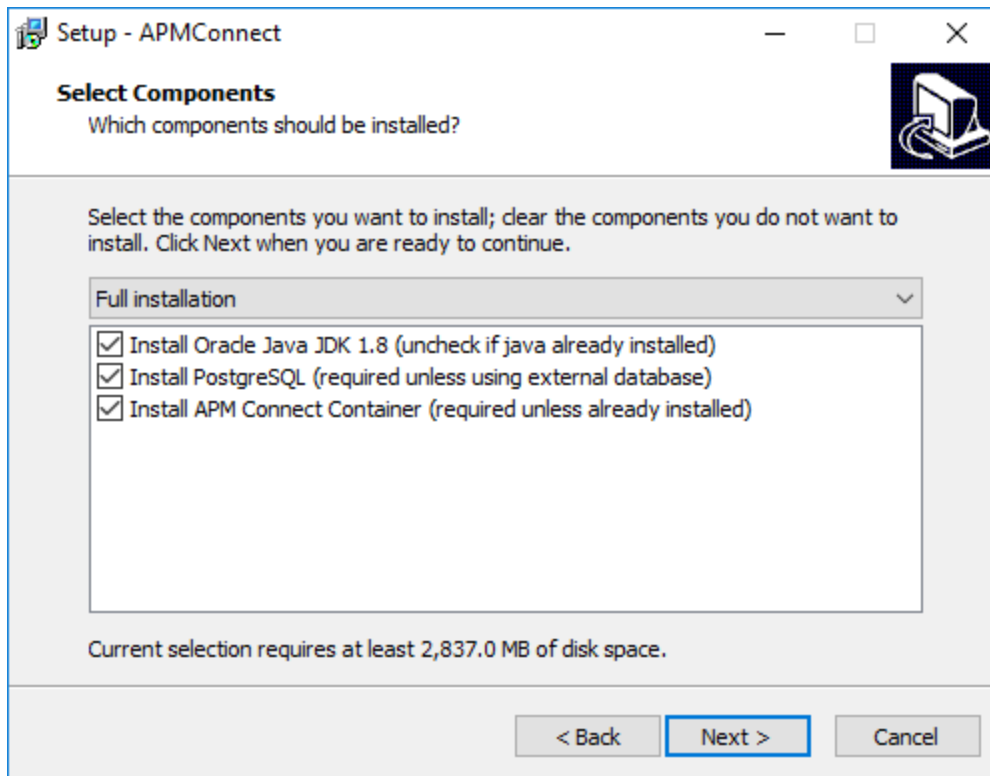 Setup - APMConnect
Select Components
Which components should be installed?
Select the components you want to install; clear the components you do not want to
install. Click Next when you are ready to continue.
Full installation
Install Oracle Java JDK 1.8 (uncheck if java already installed)
Install PostgreSQL (required unless using external database)
Install APM Connect Container (required unless already installed)
Current selection requires at least 2,837.0 MB of disk space.
< Back Next > Cancel